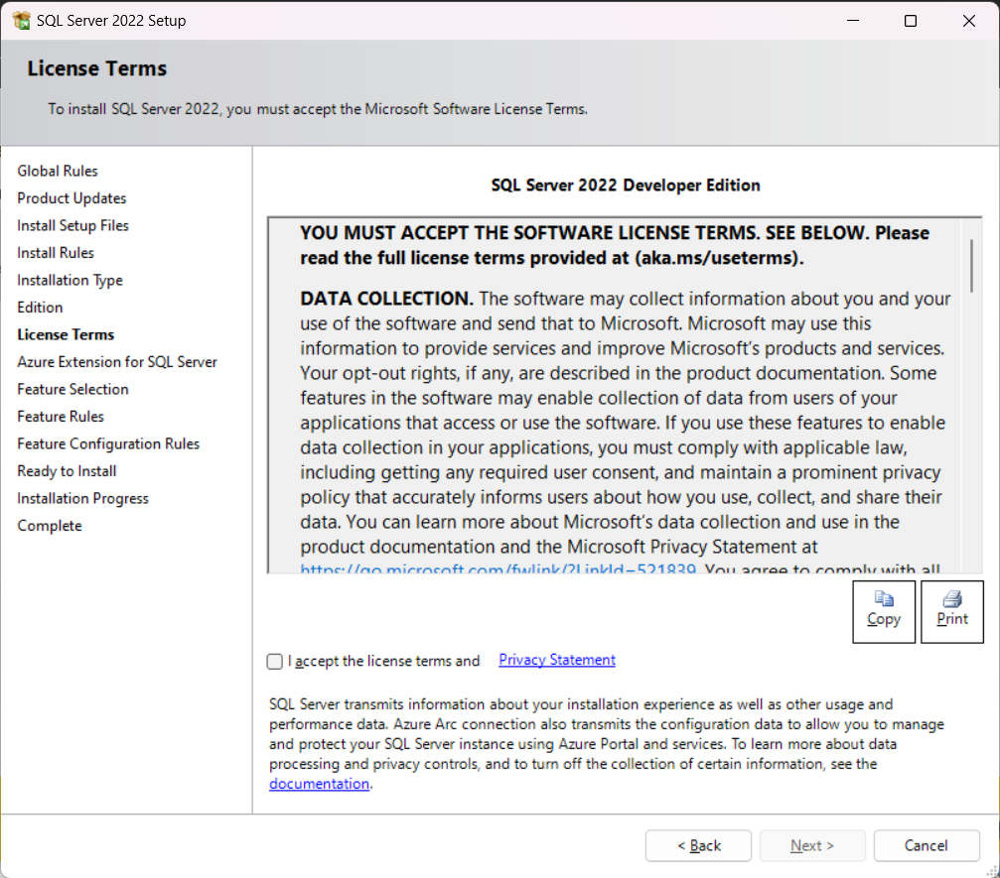 SQL Server 2022 Setup
License Terms
To install SQL Server 2022, you must accept the Microsoft Software License Terms.
Global Rules
Product Updates
Install Setup Files
Install Rules
Installation Type
Edition
License Terms
Azure Extension for SQL Server
Feature Selection
Feature Rules
Feature Configuration Rules
Ready to Install
Installation Progress
Complete
SQL Server 2022 Developer Edition
YOU MUST ACCEPT THE SOFTWARE LICENSE TERMS. SEE BELOW. Please
read the full license terms provided at (aka.ms/useterms).
DATA COLLECTION. The software may collect information about you and your
use of the software and send that to Microsoft. Microsoft may use this
information to provide services and improve Microsoft's products and services.
Your opt-out rights, if any, are described in the product documentation. Some
features in the software may enable collection of data from users of your
applications that access or use the software. If you use these features to enable
data collection in your applications, you must comply with applicable law,
including getting any required user consent, and maintain a prominent privacy
policy that accurately informs users about how you use, collect, and share their
data. You can learn more about Microsoft's data collection and use in the
product documentation and the Microsoft Privacy Statement at
https://go.microsoft.com/fwlink/?LinkId=521839. You agree to comply with all
Copy
Print
I accept the license terms and Privacy Statement
SQL Server transmits information about your installation experience as well as other usage and
performance data. Azure Arc connection also transmits the configuration data to allow you to manage
and protect your SQL Server instance using Azure Portal and services. To learn more about data
processing and privacy controls, and to turn off the collection of certain information, see the
documentation.
< Back
Next >
Cancel